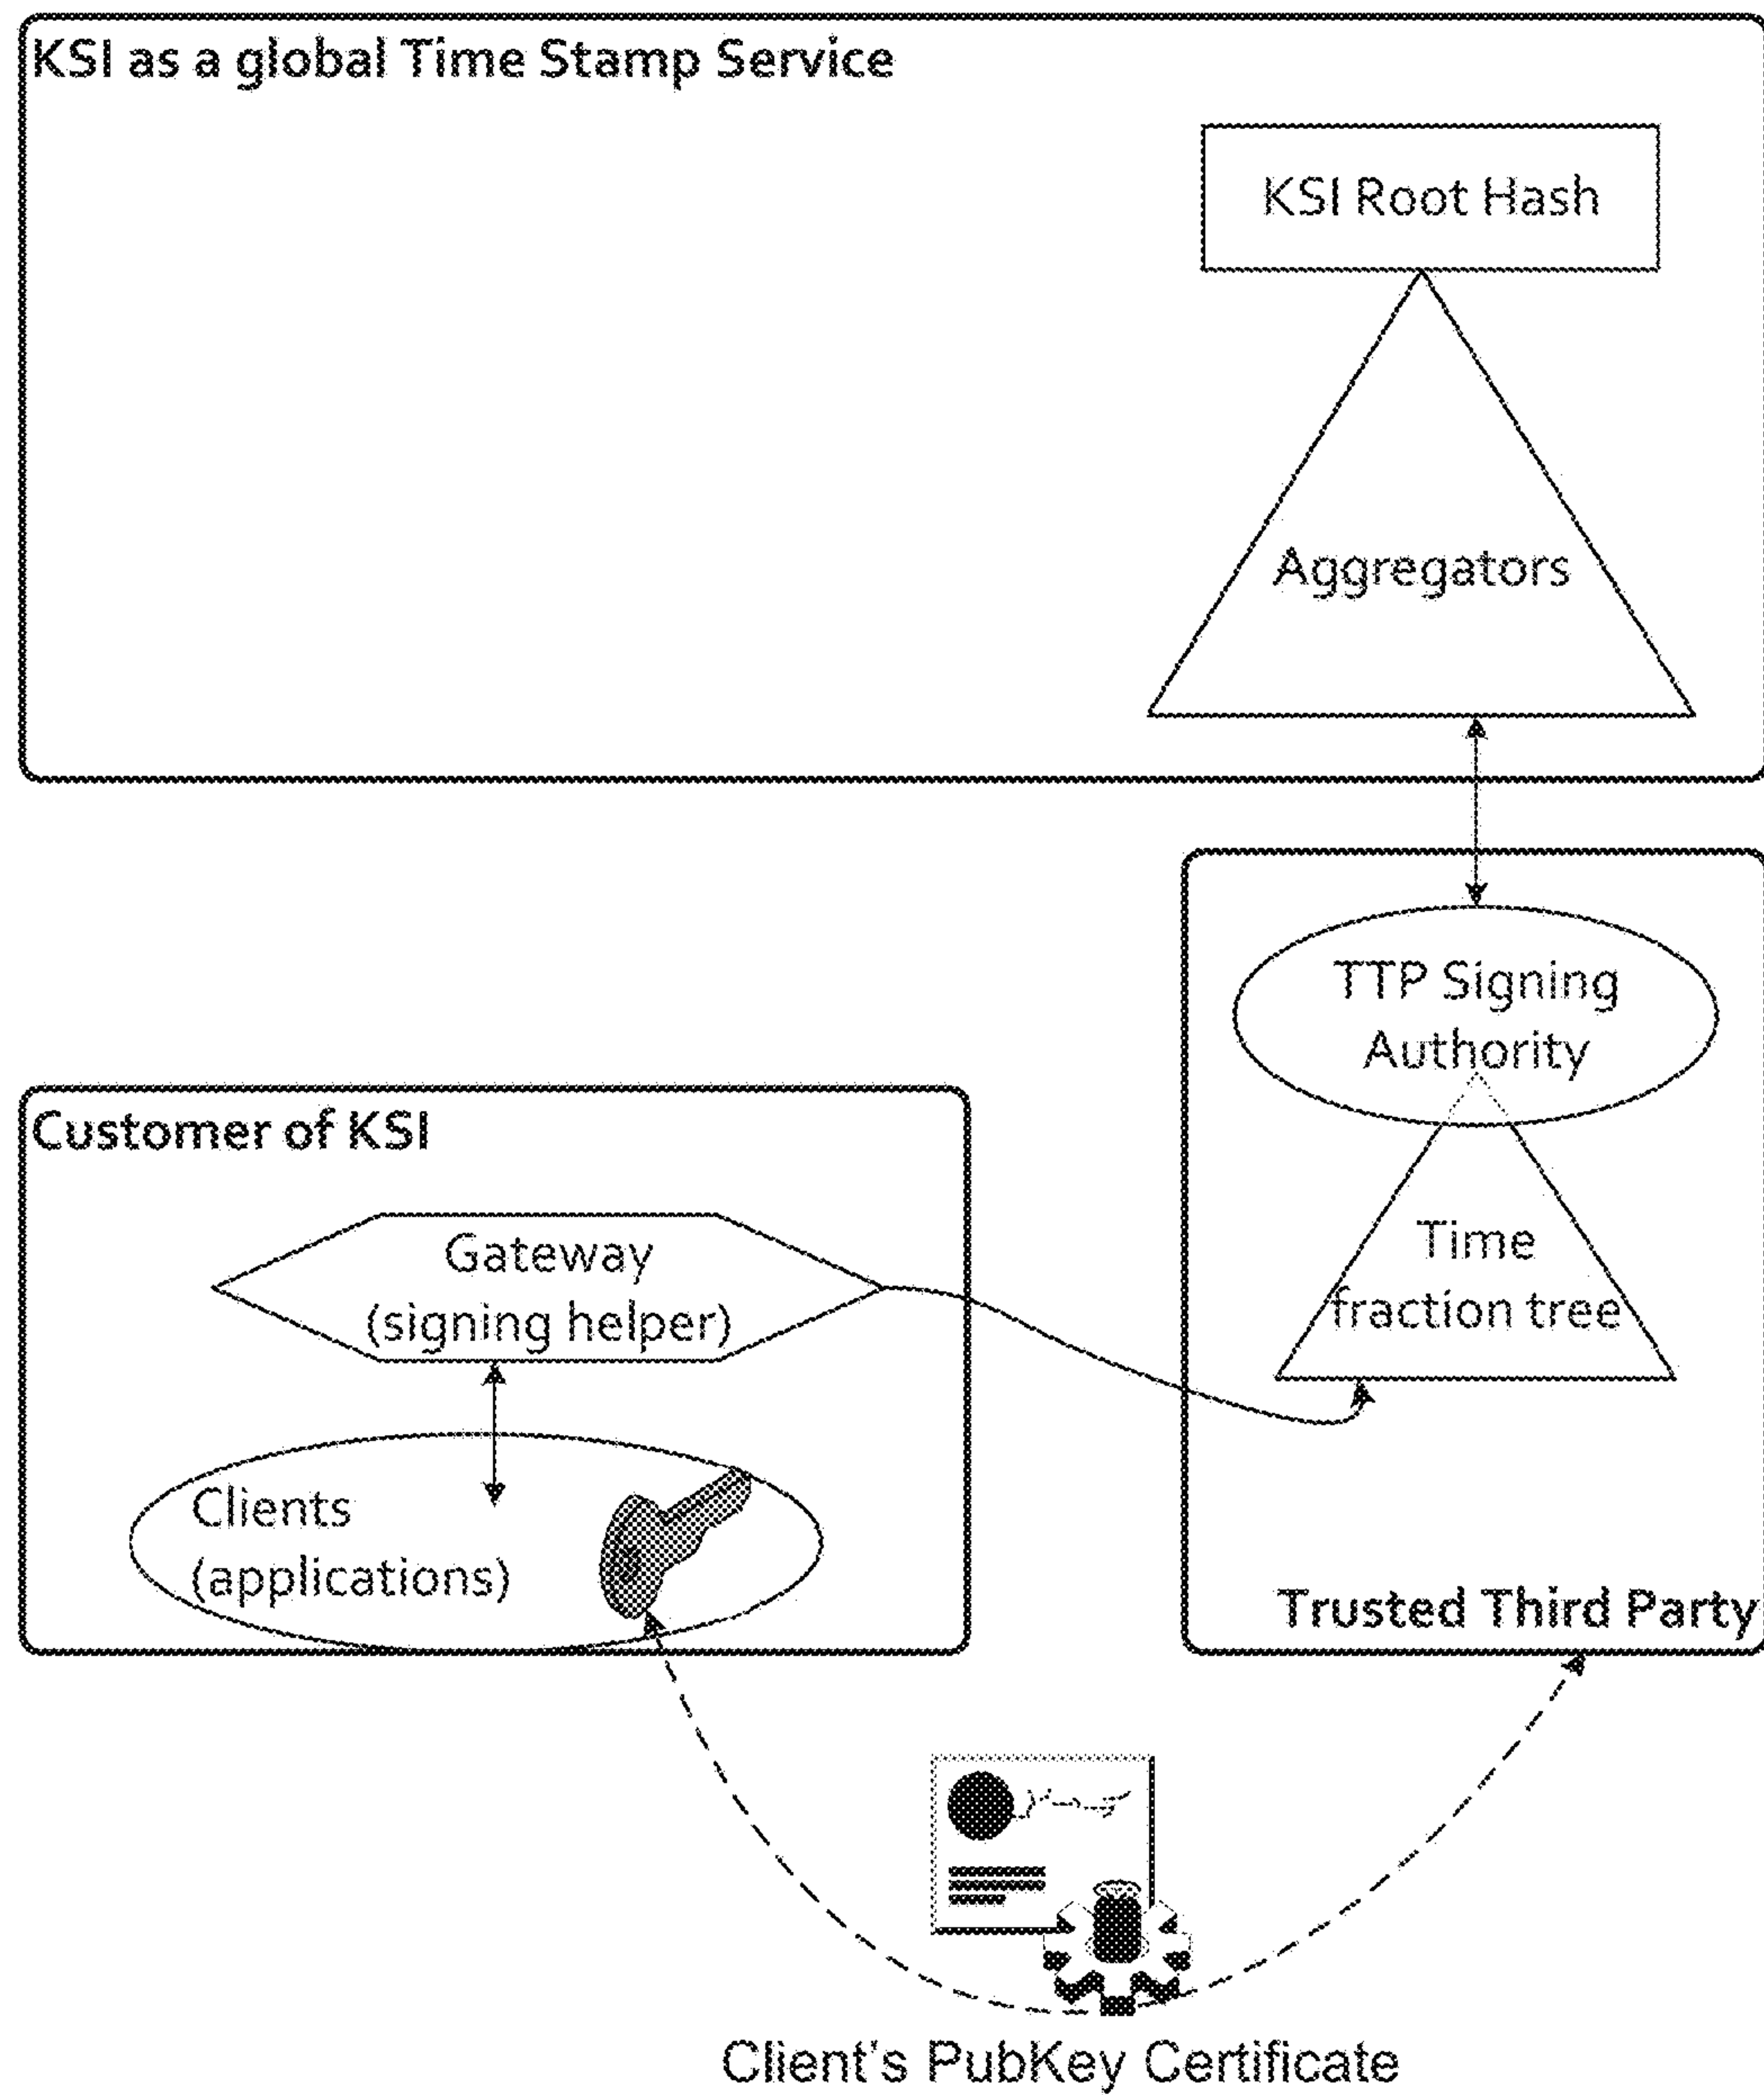 KSI as a global Time Stamp Service
KSI Root Hash
Aggregators
TTP Signing
Authority
Time
fraction tree
Trusted Third Party
Customer of KSI
Gateway
(signing helper)
Clients
(applications)
Client's PubKey Certificate